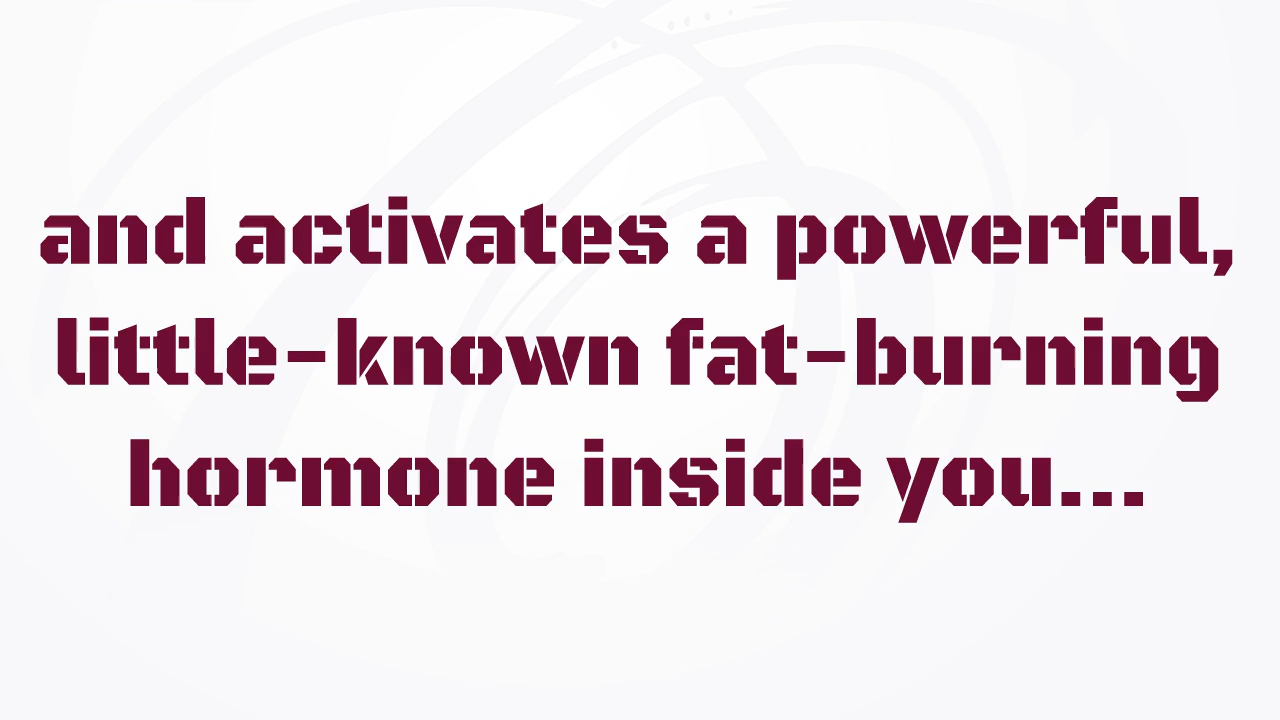 and activates a powerful,
little-known fat-burning
hormone inside you...